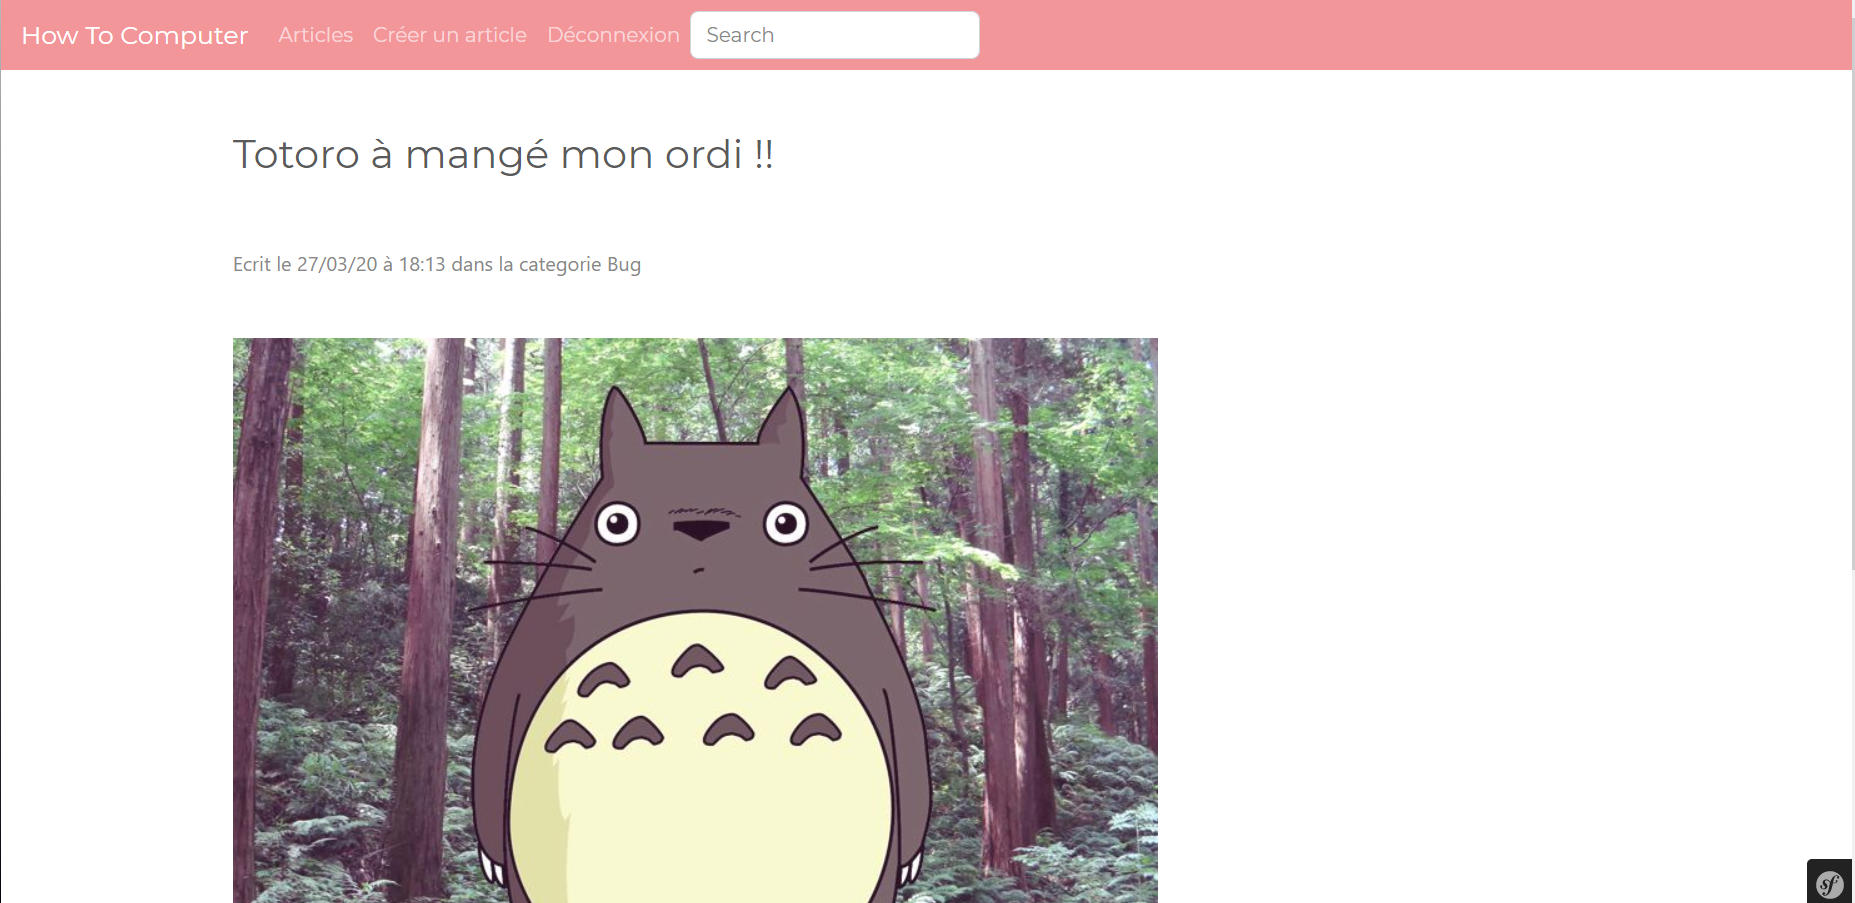 How To Computer Articles Créer un article Déconnexion Search
Totoro à mangé mon ordi !!
Ecrit le 27/03/20 à 18:13 dans la categorie Bug
sf